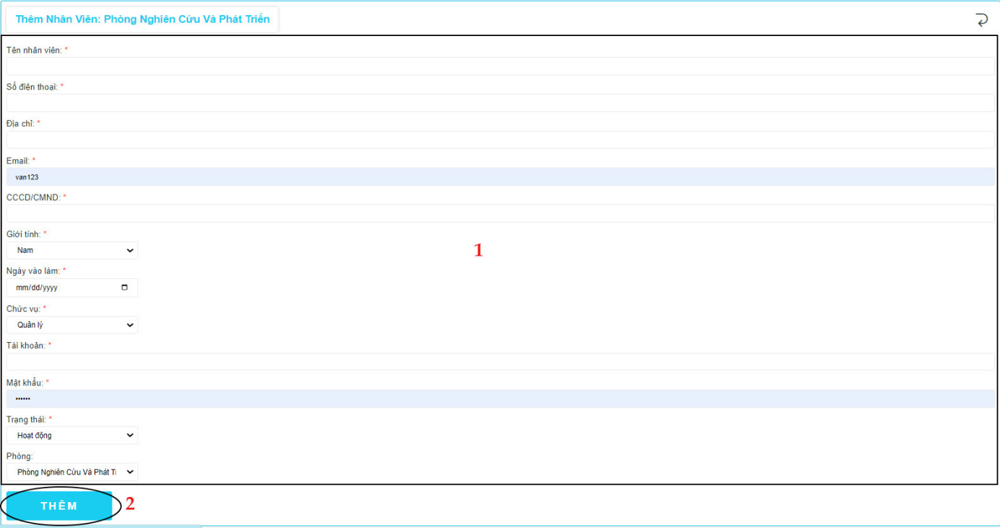 Thêm Nhân Viên: Phòng Nghiên Cứu Và Phát Triển
Tên nhân viên: *
Số điện thoại: *
Địa chỉ: *
Email: *
van123
CCCD/CMND: *
Giới tính: *
Nam
1
Ngày vào làm: *
mm/dd/yyyy
Chức vụ: *
Quản lý
Tài khoản: *
Mật khẩu: *
••••••
Trạng thái: *
Hoạt động
Phòng:
Phòng Nghiên Cứu Và Phát Tr
THÊM
2